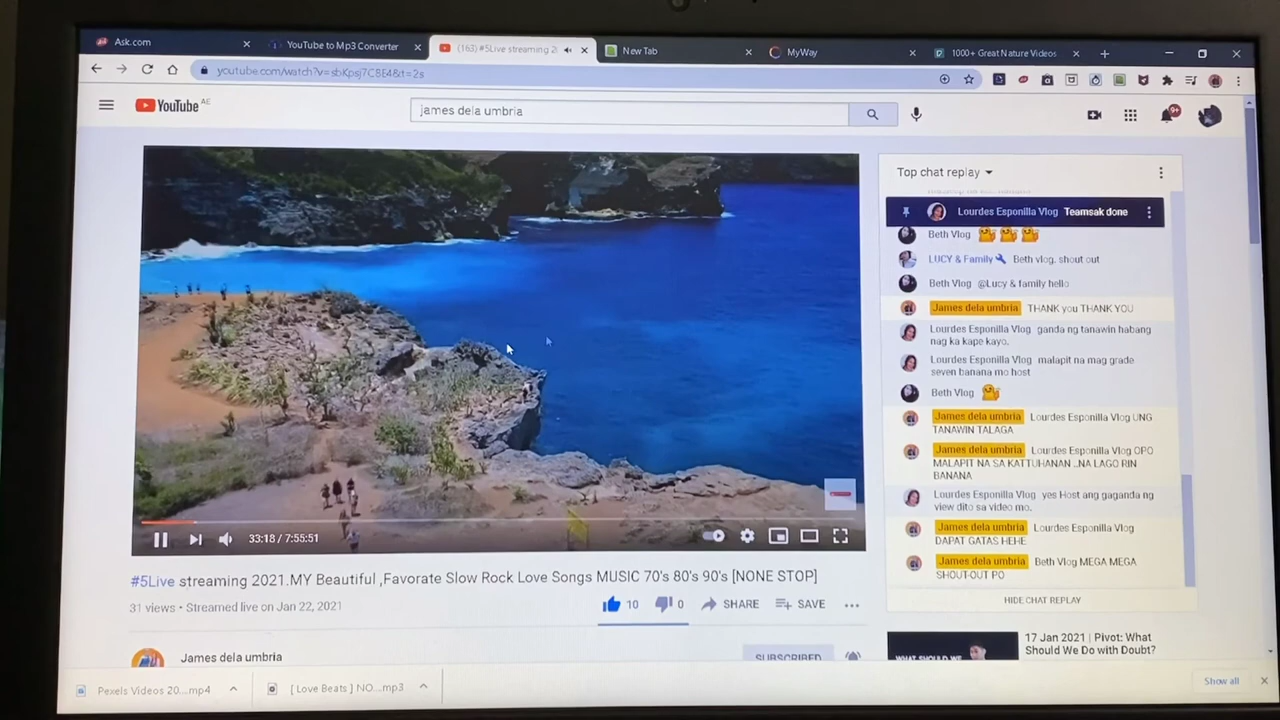 Ask.com
YouTube to Mp3 Converter
(163) #5Live streaming 2
New Tab
MyWay
1000+ Great Nature Videos
youtube.com/watch?v=sbKpsj7C8E4&t=2s
YouTube AE
james dela umbria
9+
Top chat replay
Lourdes Esponilla Vlog Teamsak done
Beth Vlog
LUCY & Family Beth vlog. shout out
Beth Vlog @Lucy & family hello
James dela umbria THANK you THANK YOU
Lourdes Esponilla Vlog ganda ng tanawin habang
nag ka kape kayo.
Lourdes Esponilla Vlog malapit na mag grade
seven banana mo host
Beth Vlog
James dela umbria Lourdes Esponilla Vlog UNG
TANAWIN TALAGA
James dela umbria Lourdes Esponilla Vlog OPO
MALAPIT NA SA KATTUHANAN ..NA LAGO RIN
BANANA
Lourdes Esponilla Vlog yes Host ang gaganda ng
view dito sa video mo.
James dela umbria Lourdes Esponilla Vlog
DAPAT GATAS HEHE
James dela umbria Beth Vlog MEGA MEGA
SHOUT-OUT PO
HIDE CHAT REPLAY
33:18 / 7:55:51
#5Live streaming 2021.MY Beautiful ,Favorate Slow Rock Love Songs MUSIC 70's 80's 90's [NONE STOP]
31 views • Streamed live on Jan 22, 2021
10
0
SHARE
SAVE
James dela umbria
SUBSCRIBED
17 Jan 2021 | Pivot: What
Should We Do with Doubt?
WHAT SHOULD WE
Pexels Videos 20....mp4
[ Love Beats ] NO....mp3
Show all